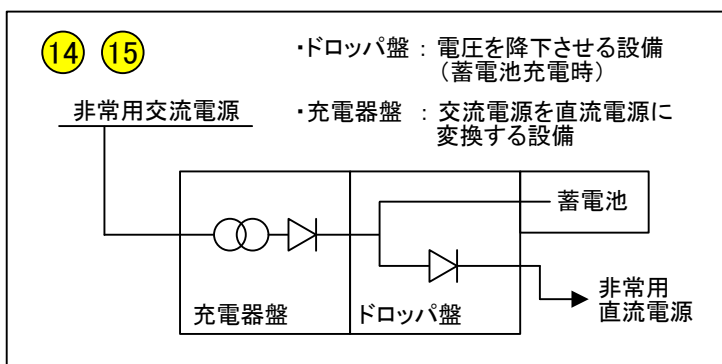 14 15
・ドロッパ盤 : 電圧を降下させる設備
(蓄電池充電時)
非常用交流電源
・充電器盤 : 交流電源を直流電源に
変換する設備
蓄電池
充電器盤
ドロッパ盤
非常用
直流電源